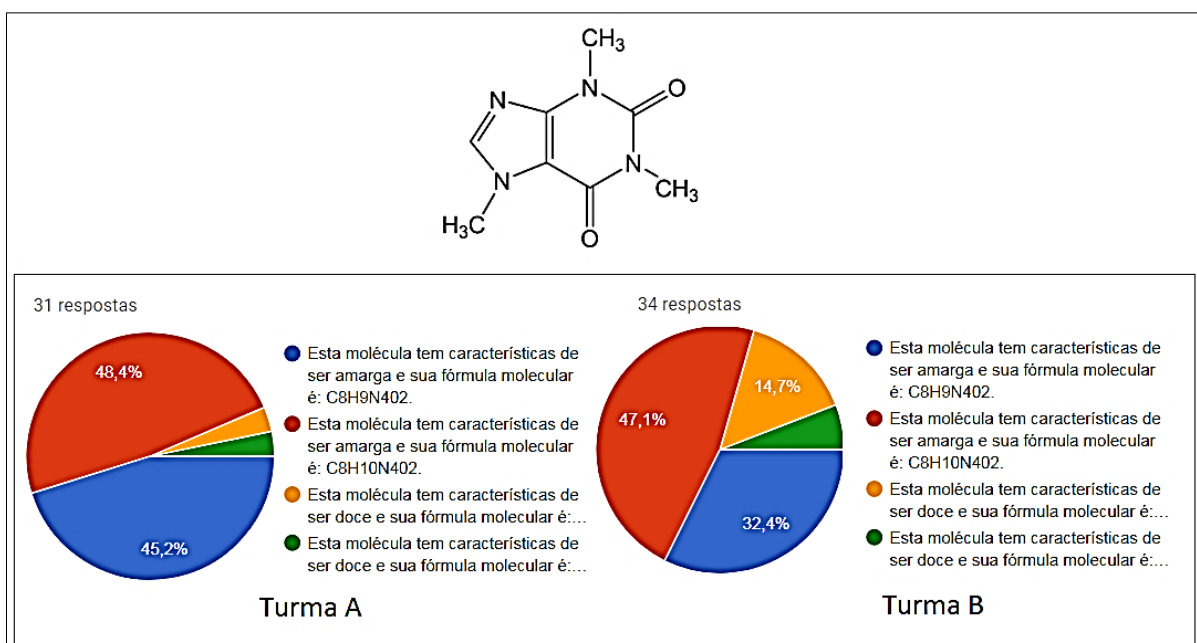 CH3
N
N
O
N
N
CH3
H3C
O
31 respostas
48,4%
45,2%
Esta molécula tem características de
ser amarga e sua fórmula molecular
é: C8H9N402.
Esta molécula tem características de
ser amarga e sua fórmula molecular
é: C8H10N402.
Esta molécula tem características de
ser doce e sua fórmula molecular é:...
Esta molécula tem características de
ser doce e sua fórmula molecular é:...
Turma A
34 respostas
47,1%
14,7%
32,4%
Esta molécula tem características de
ser amarga e sua fórmula molecular
é: C8H9N402.
Esta molécula tem características de
ser amarga e sua fórmula molecular
é: C8H10N402.
Esta molécula tem características de
ser doce e sua fórmula molecular é:...
Esta molécula tem características de
ser doce e sua fórmula molecular é:...
Turma B